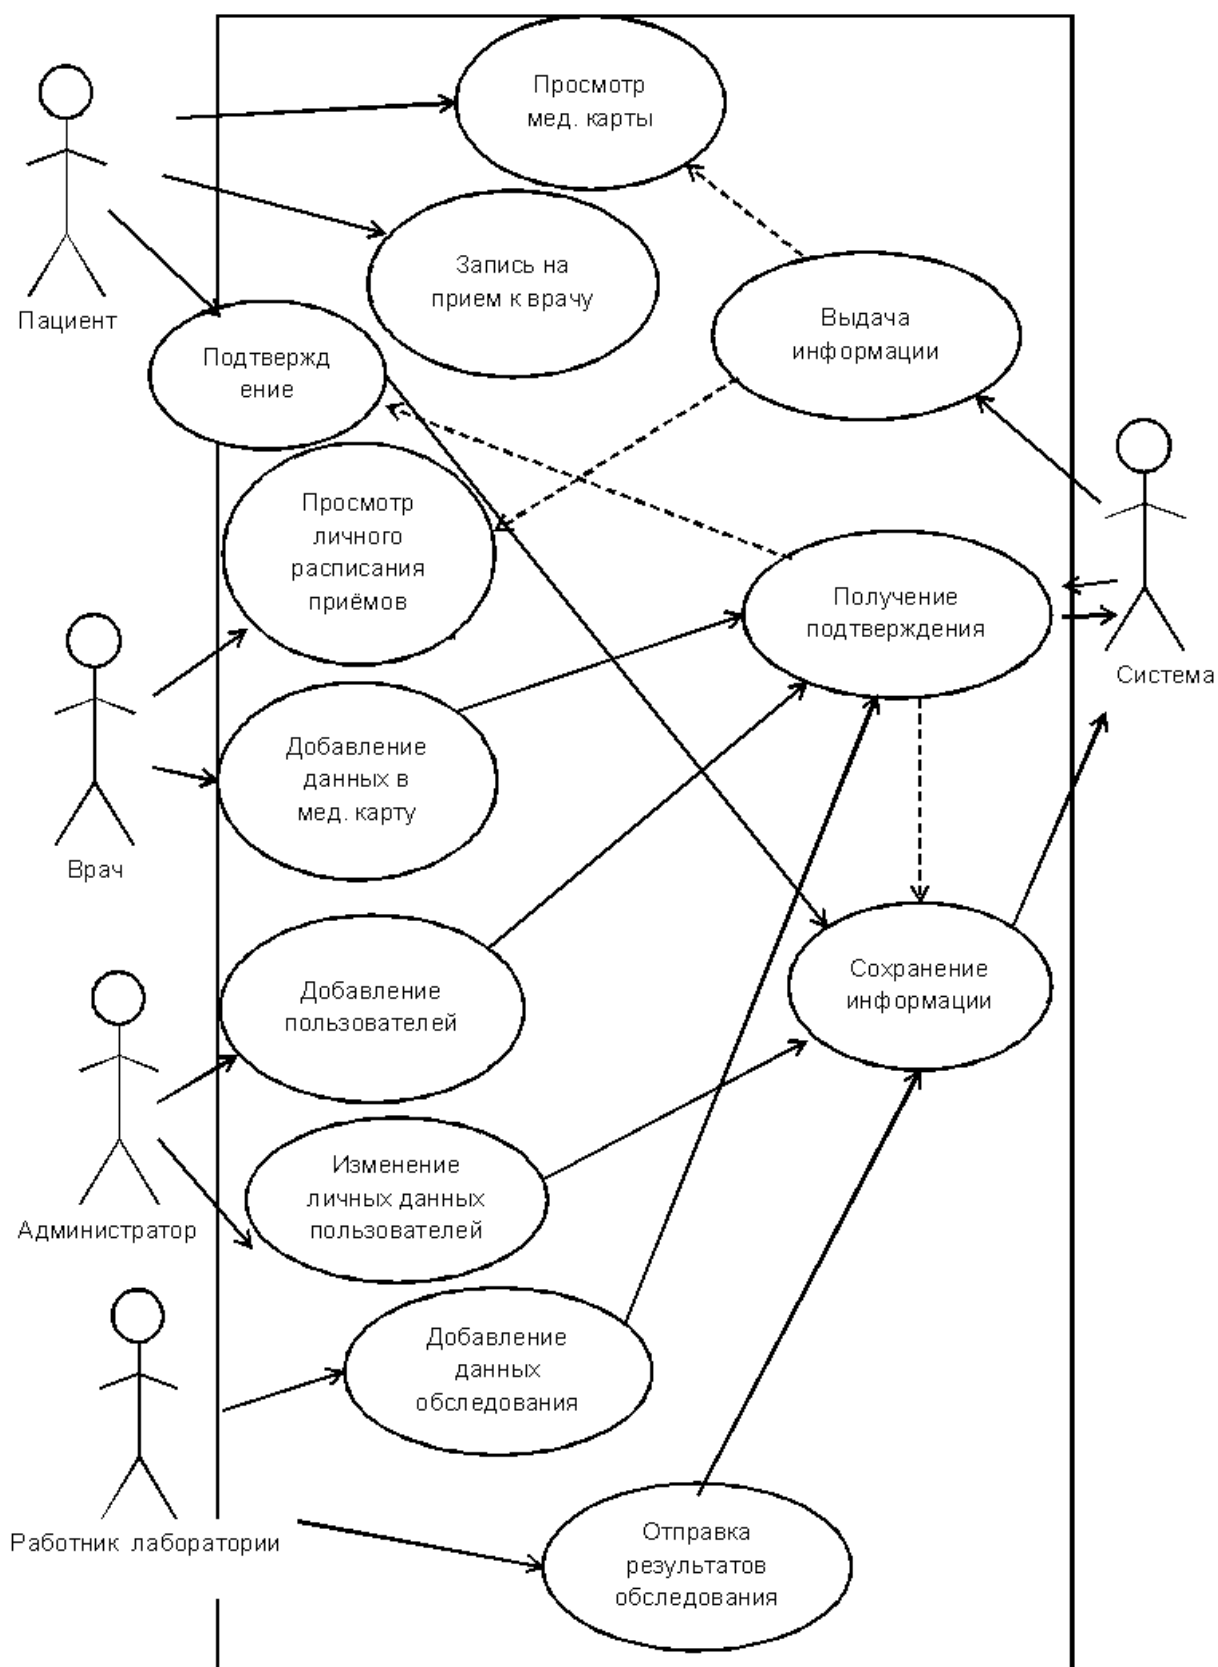 Просмотр
мед. карты
Запись на
прием к врачу
Пациент
Выдача
информации
Подтвержд
ение
Просмотр
личного
расписания
приёмов
Получение
подтверждения
Система
Добавление
данных в
мед. карту
Врач
Сохранение
информации
Добавление
пользователей
Изменение
личных данных
пользователей
Администратор
Добавление
данных
обследования
Работник лаборатории
Отправка
результатов
обследования